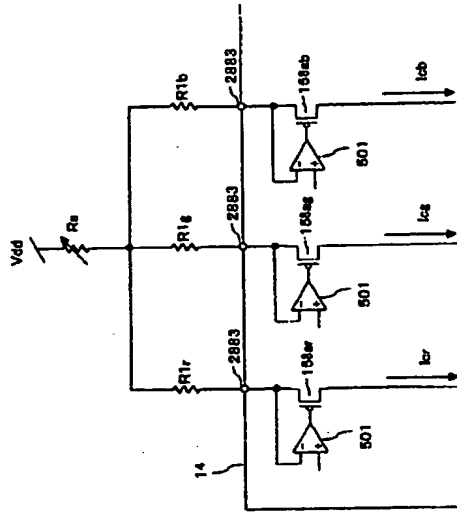 Vdd
Ra
R1r
R1g
R1b
2883
2883
2883
14
158ar
158ag
158ab
- +
- +
- +
501
501
501
Icr
Icg
Icb